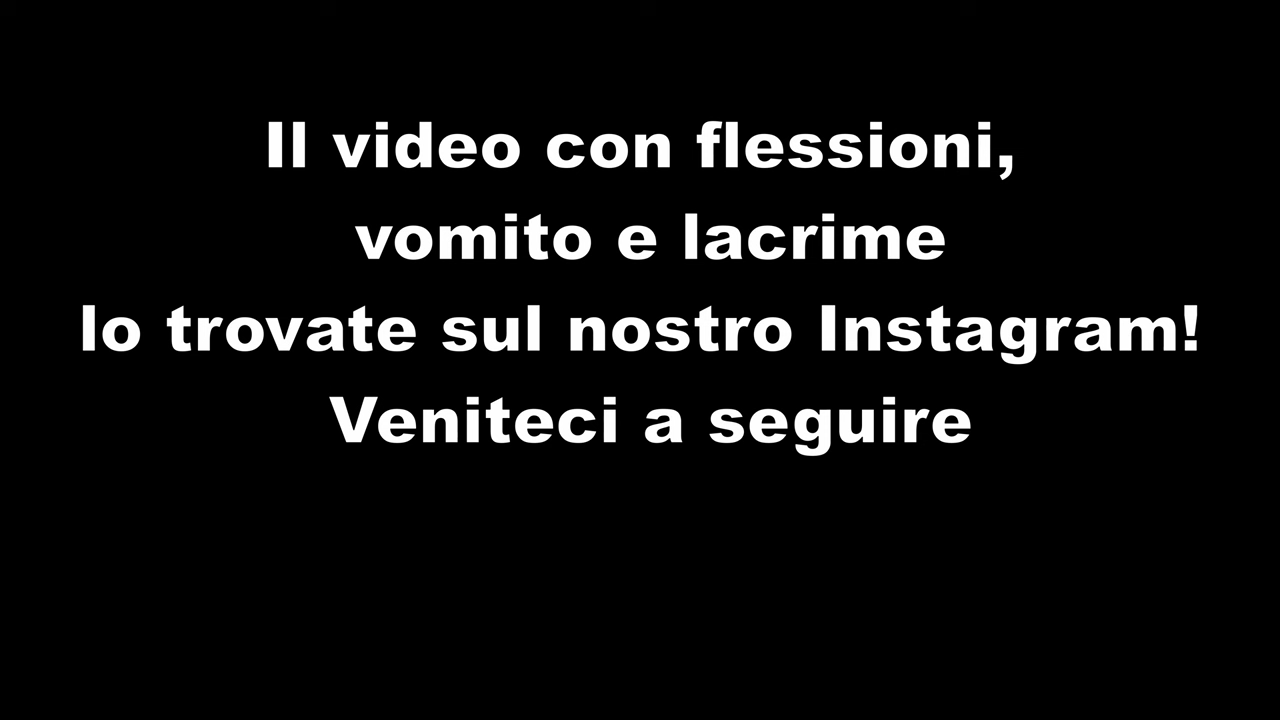 Il video con flessioni,
vomito e lacrime
lo trovate sul nostro Instagram!
Veniteci a seguire